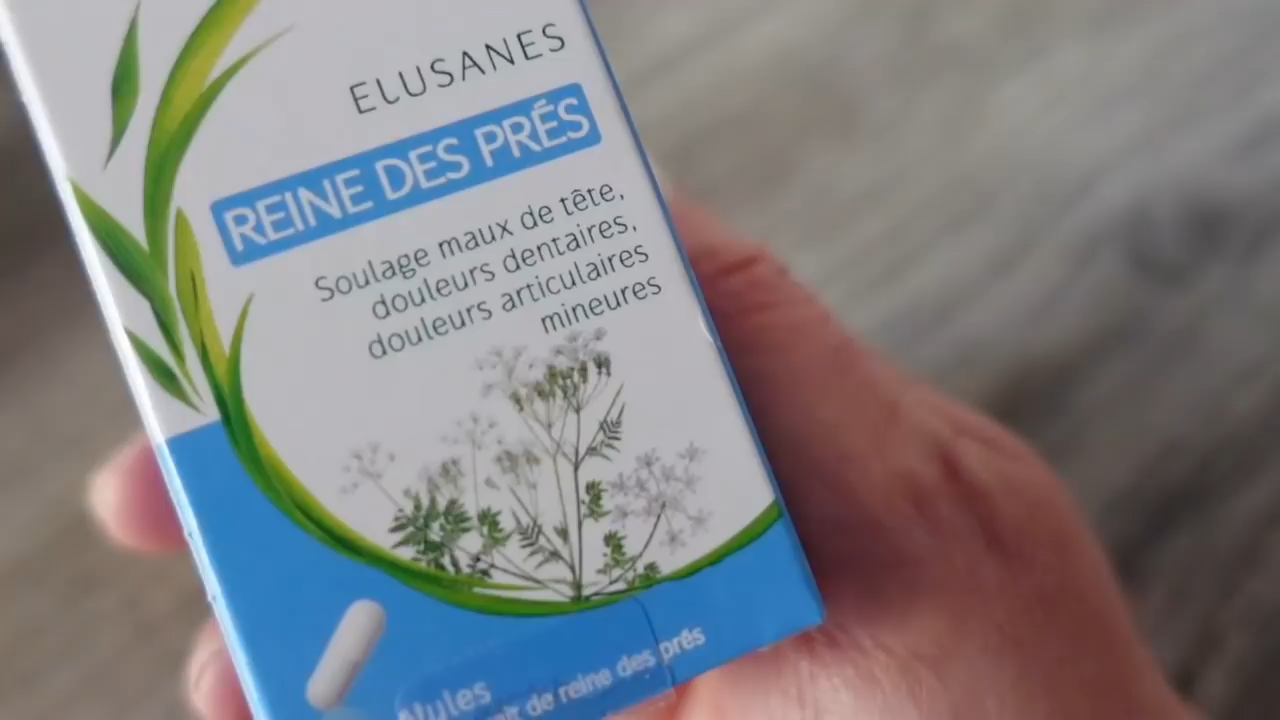 ELUSANES
REINE DES PRÉS
Soulage maux de tête,
douleurs dentaires,
douleurs articulaires
mineures
de reine des prés